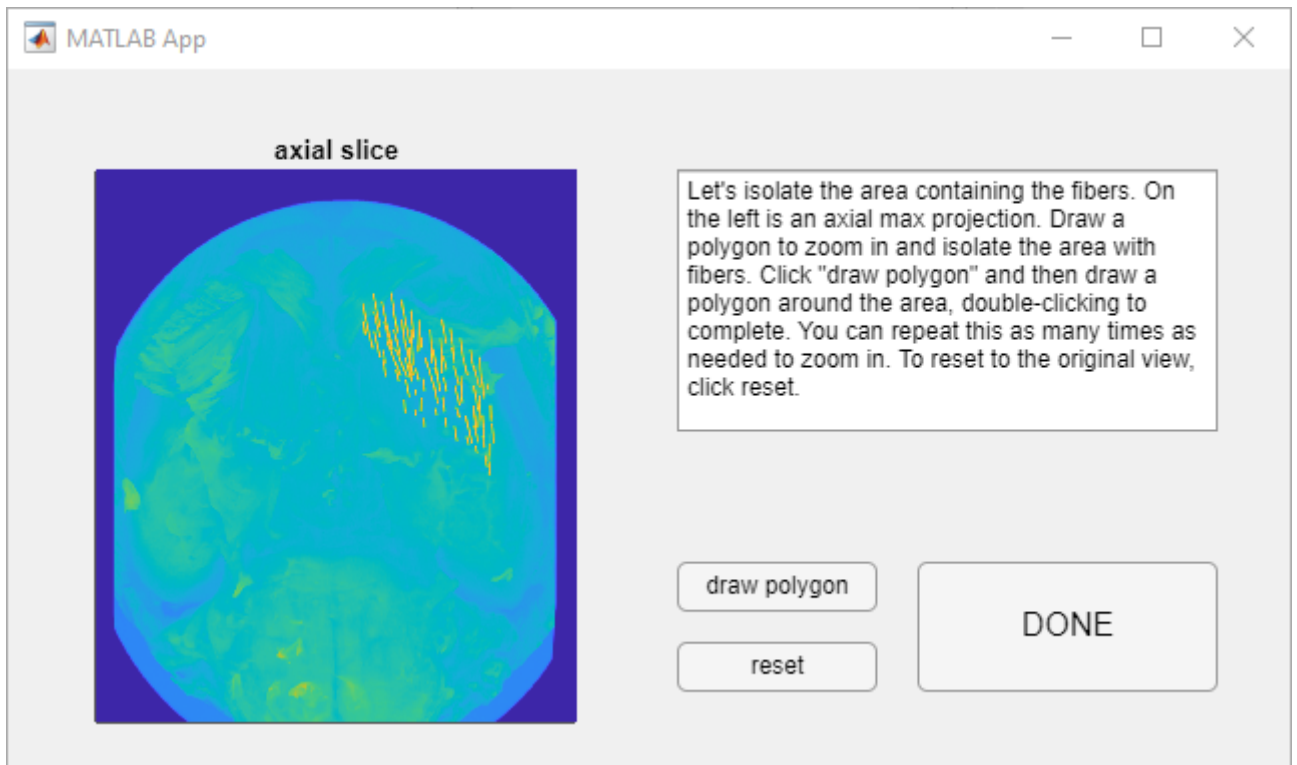 MATLAB App
axial slice
Let's isolate the area containing the fibers. On
the left is an axial max projection. Draw a
polygon to zoom in and isolate the area with
fibers. Click "draw polygon" and then draw a
polygon around the area, double-clicking to
complete. You can repeat this as many times as
needed to zoom in. To reset to the original view,
click reset.
draw polygon
DONE
reset